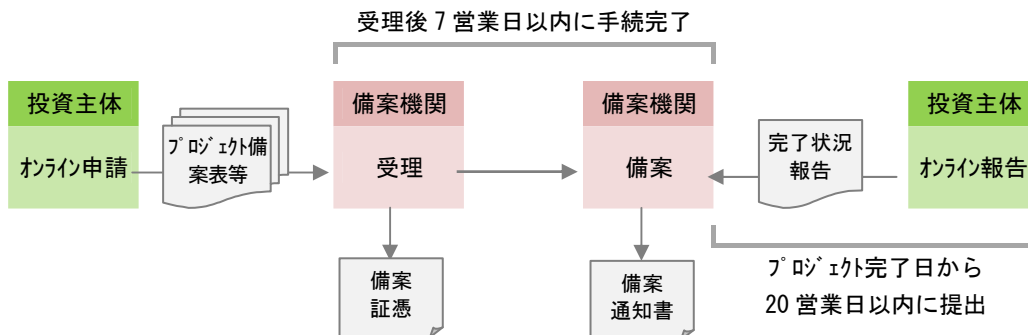 受理後 7 営業日以内に手続完了
投資主体
オンライン申請
プロジェクト備
案表等
備案機関
受理
備案
証憑
備案機関
備案
備案
通知書
完了状況
報告
投資主体
オンライン報告
プロジェクト完了日から
20 営業日以内に提出